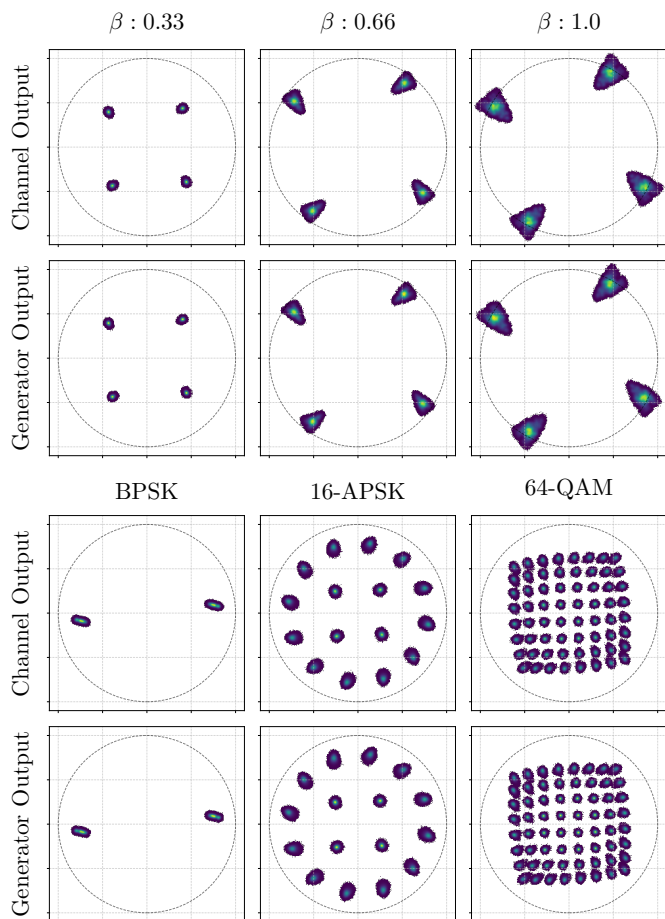 β : 0.33
β : 0.66
β : 1.0
Channel Output
Generator Output
BPSK
16-APSK
64-QAM
Channel Output
Generator Output